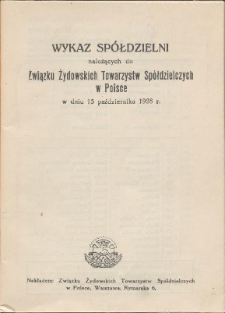 WYKAZ SPÓŁDZIELNI
należących do
Związku Żydowskich Towarzystw Spółdzielczych
w Polsce
w dniu 15 października 1928 r.
Nakładem Związku Żydowskich Towarzystw Spółdzielczych
w Polsce, Warszawa, Rymarska 6.